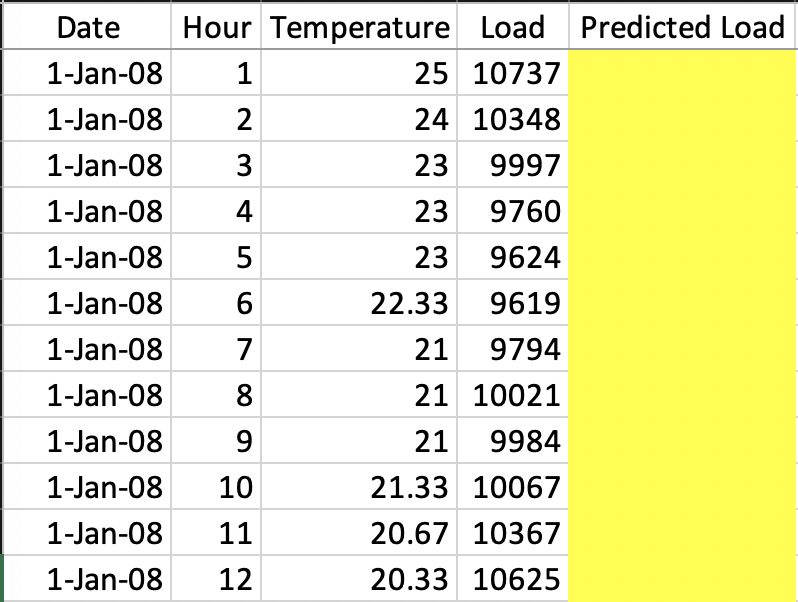 Date Hour Temperature Load Predicted Load
1-Jan-08 1 25 10737
1-Jan-08 2 24 10348
1-Jan-08 3 23 9997
1-Jan-08 4 23 9760
1-Jan-08 5 23 9624
1-Jan-08 6 22.33 9619
1-Jan-08 7 21 9794
1-Jan-08 8 21 10021
1-Jan-08 9 21 9984
1-Jan-08 10 21.33 10067
1-Jan-08 11 20.67 10367
1-Jan-08 12 20.33 10625